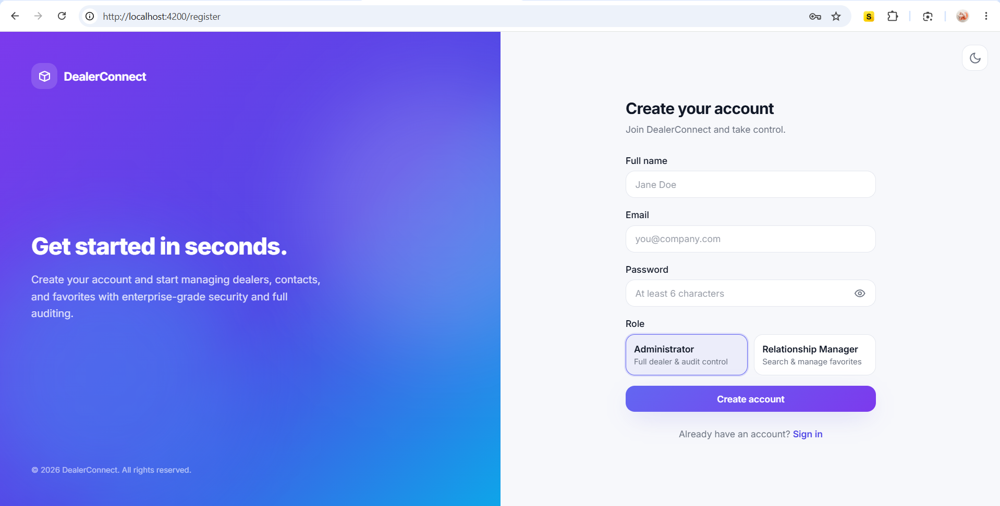 http://localhost:4200/register
S
DealerConnect
Get started in seconds.
Create your account and start managing dealers, contacts,
and favorites with enterprise-grade security and full
auditing.
© 2026 DealerConnect. All rights reserved.
Create your account
Join DealerConnect and take control.
Full name
Jane Doe
Email
you@company.com
Password
At least 6 characters
Role
Administrator
Full dealer & audit control
Relationship Manager
Search & manage favorites
Create account
Already have an account? Sign in